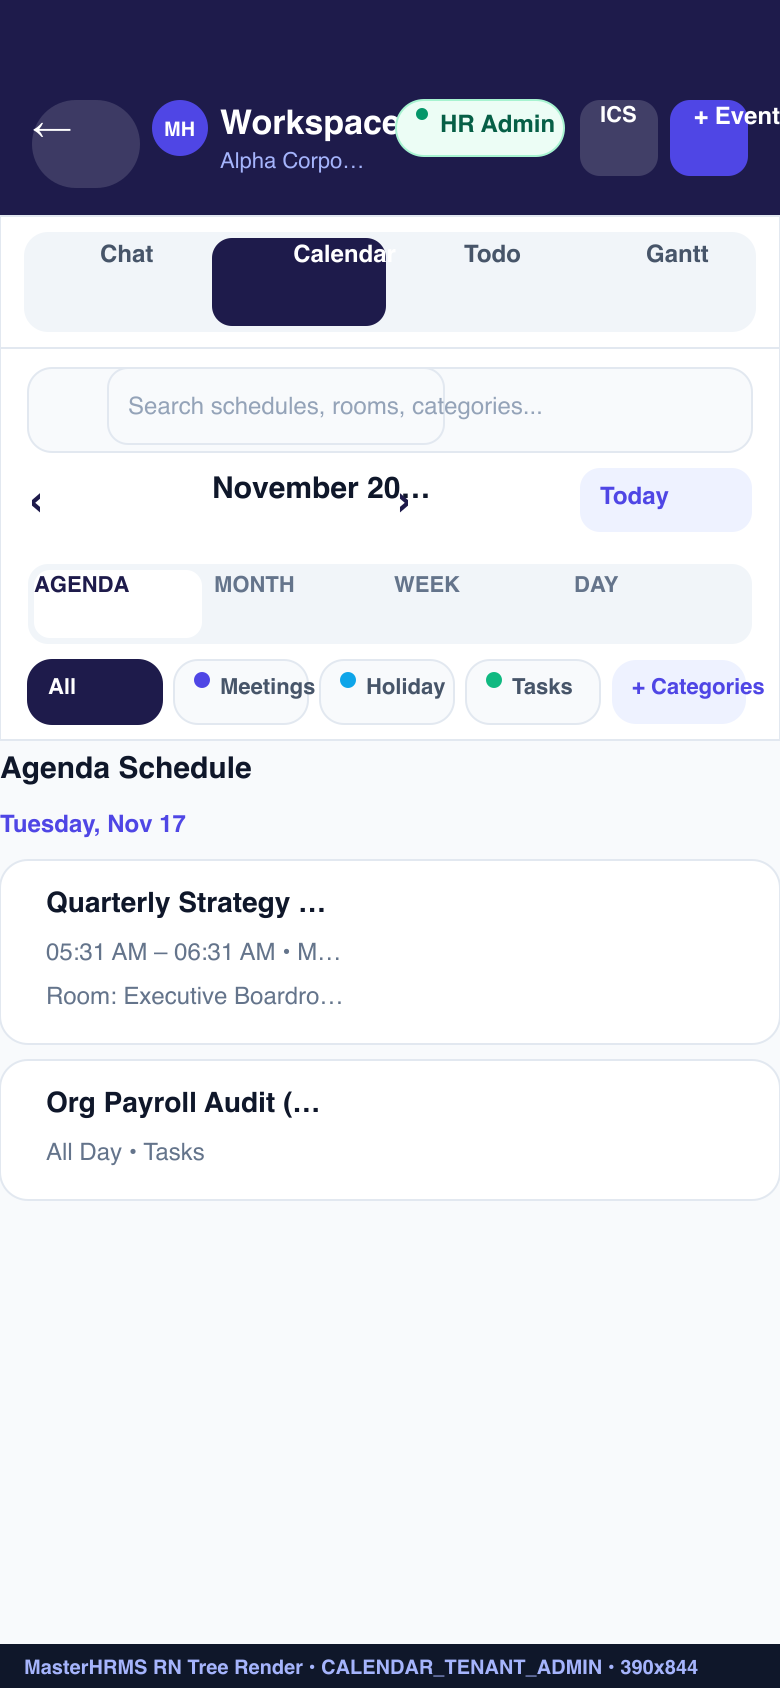 ←
MH
Workspace
HR Admin
ICS
+ Event
Alpha Corpo…
Chat
Calendar
Todo
Gantt
Search schedules, rooms, categories...
‹
November 20…
›
Today
AGENDA
MONTH
WEEK
DAY
All
Meetings
Holiday
Tasks
+ Categories
Agenda Schedule
Tuesday, Nov 17
Quarterly Strategy …
05:31 AM – 06:31 AM • M…
Room: Executive Boardro…
Org Payroll Audit (…
All Day • Tasks
MasterHRMS RN Tree Render • CALENDAR_TENANT_ADMIN • 390x844